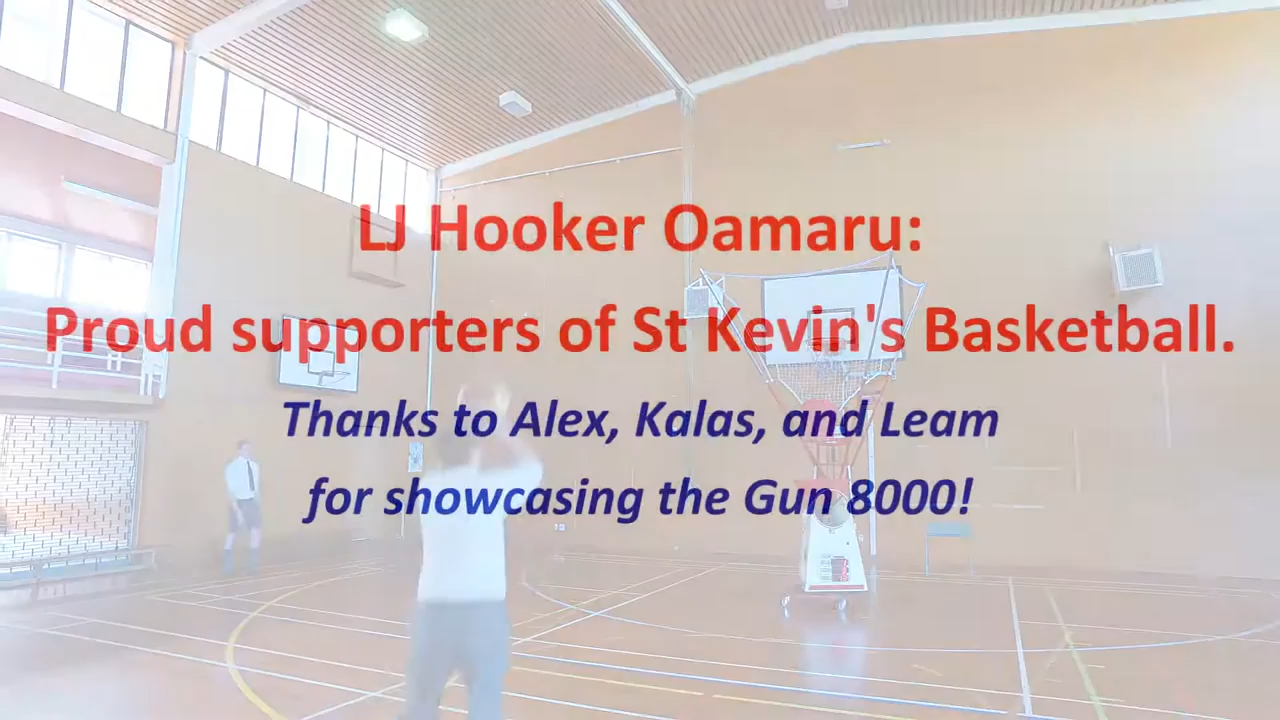 LJ Hooker Oamaru:
Proud supporters of St Kevin's Basketball.
Thanks to Alex, Kalas, and Leam
for showcasing the Gun 8000!